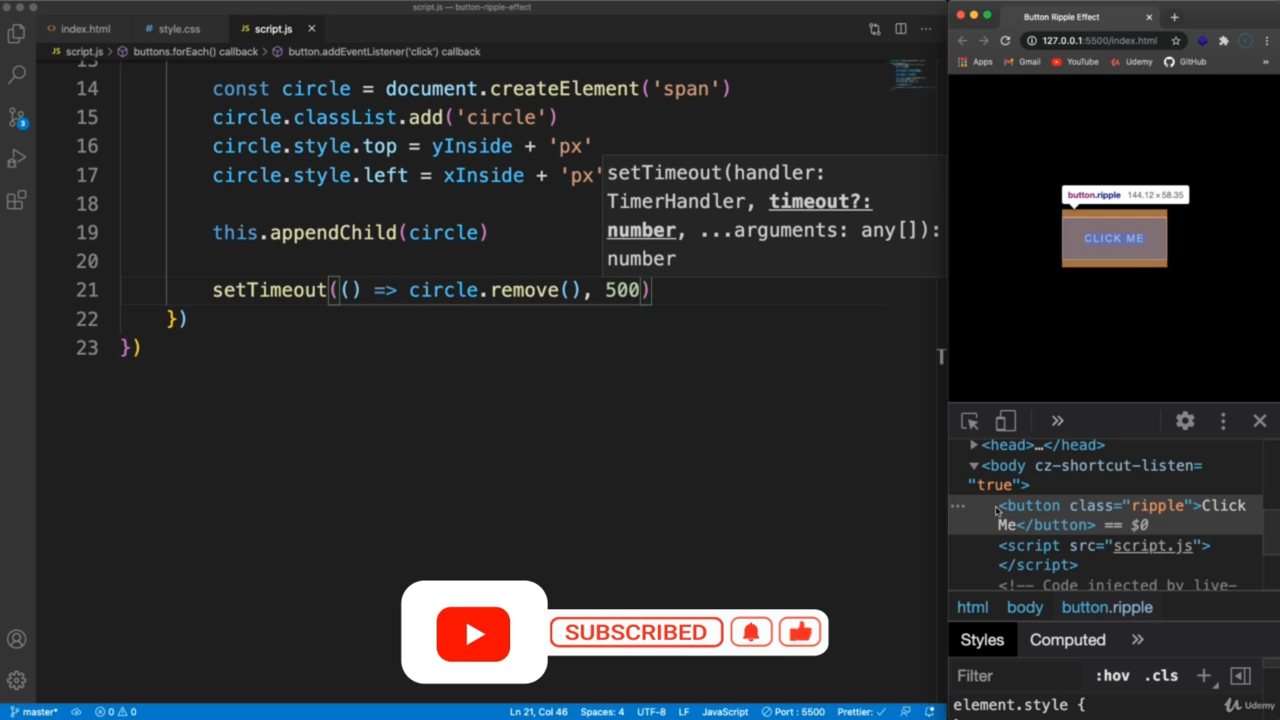 script.js — button-ripple-effect
index.html
# style.css
JS script.js
JS script.js > buttons.forEach() callback > button.addEventListener('click') callback
13
14 const circle = document.createElement('span')
15 circle.classList.add('circle')
16 circle.style.top = yInside + 'px'
17 circle.style.left = xInside + 'px'
18
19 this.appendChild(circle)
20
21 setTimeout(() => circle.remove(), 500)
22 })
23 })
setTimeout(handler:
TimerHandler, timeout?:
number, ...arguments: any[]):
number
3
SUBSCRIBED
master*
0 0
Ln 21, Col 46
Spaces: 4
UTF-8
LF
JavaScript
Port : 5500
Prettier: ✓
Button Ripple Effect
127.0.0.1:5500/index.html
Apps
Gmail
YouTube
Udemy
GitHub
»
button.ripple 144.12 × 58.35
CLICK ME
T
<head>…</head>
<body cz-shortcut-listen=
"true">
<button class="ripple">Click
Me</button> == $0
<script src="script.js">
</script>
<!-- Code injected by live-
html body button.ripple
Styles Computed »
Filter :hov .cls +
element.style {
Udemy